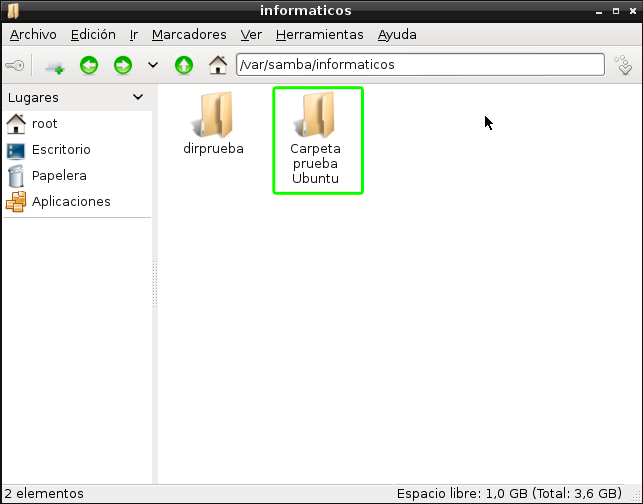 informaticos
Archivo Edición Ir Marcadores Ver Herramientas Ayuda
/var/samba/informaticos
Lugares
root
Escritorio
Papelera
Aplicaciones
dirprueba
Carpeta
prueba
Ubuntu
2 elementos
Espacio libre: 1,0 GB (Total: 3,6 GB)